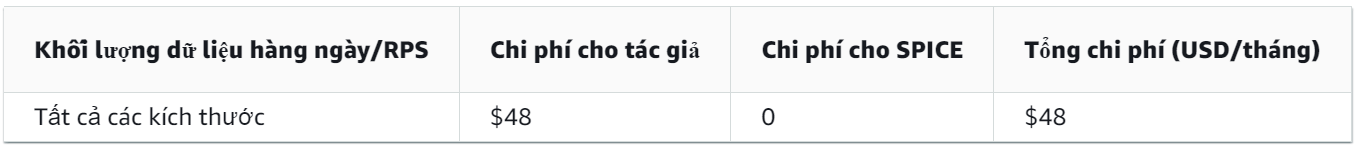 Khối lượng dữ liệu hàng ngày/RPS Chi phí cho tác giả Chi phí cho SPICE Tổng chi phí (USD/tháng)
Tất cả các kích thước $48 0 $48